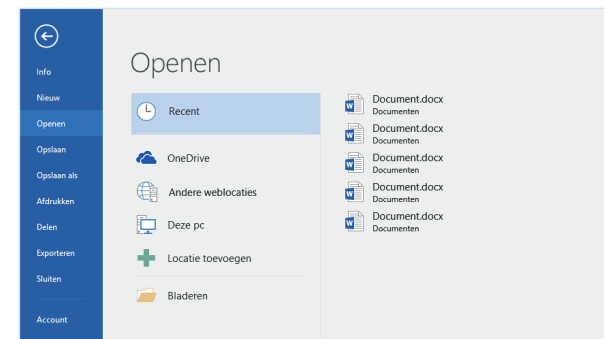 Info
Nieuw
Openen
Opslaan
Opslaan als
Afdrukken
Delen
Exporteren
Sluiten
Account
Openen
Recent
OneDrive
Andere weblocaties
Deze pc
Locatie toevoegen
Bladeren
Document.docx
Documenten
Document.docx
Documenten
Document.docx
Documenten
Document.docx
Documenten
Document.docx
Documenten